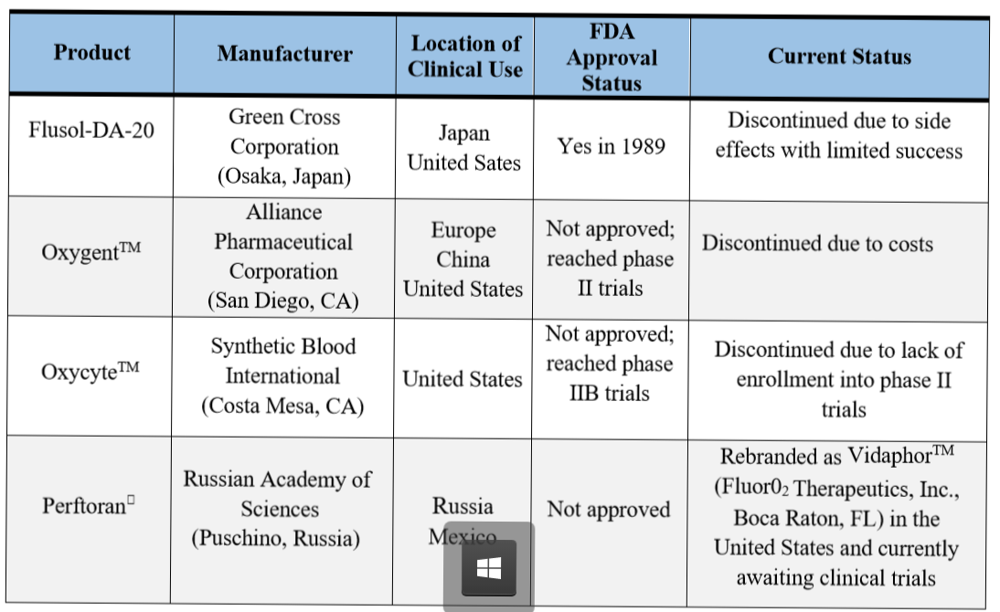 Product
Manufacturer
Location of
Clinical Use
FDA
Approval
Status
Current Status
Flusol-DA-20
Green Cross
Corporation
(Osaka, Japan)
Japan
United Sates
Yes in 1989
Discontinued due to side
effects with limited success
Oxygent™
Alliance
Pharmaceutical
Corporation
(San Diego, CA)
Europe
China
United States
Not approved;
reached phase
II trials
Discontinued due to costs
Oxycyte™
Synthetic Blood
International
(Costa Mesa, CA)
United States
Not approved;
reached phase
IIB trials
Discontinued due to lack of
enrollment into phase II
trials
Perftoran▯
Russian Academy of
Sciences
(Puschino, Russia)
Russia
Mexico
Not approved
Rebranded as Vidaphor™
(Fluor0₂ Therapeutics, Inc.,
Boca Raton, FL) in the
United States and currently
awaiting clinical trials